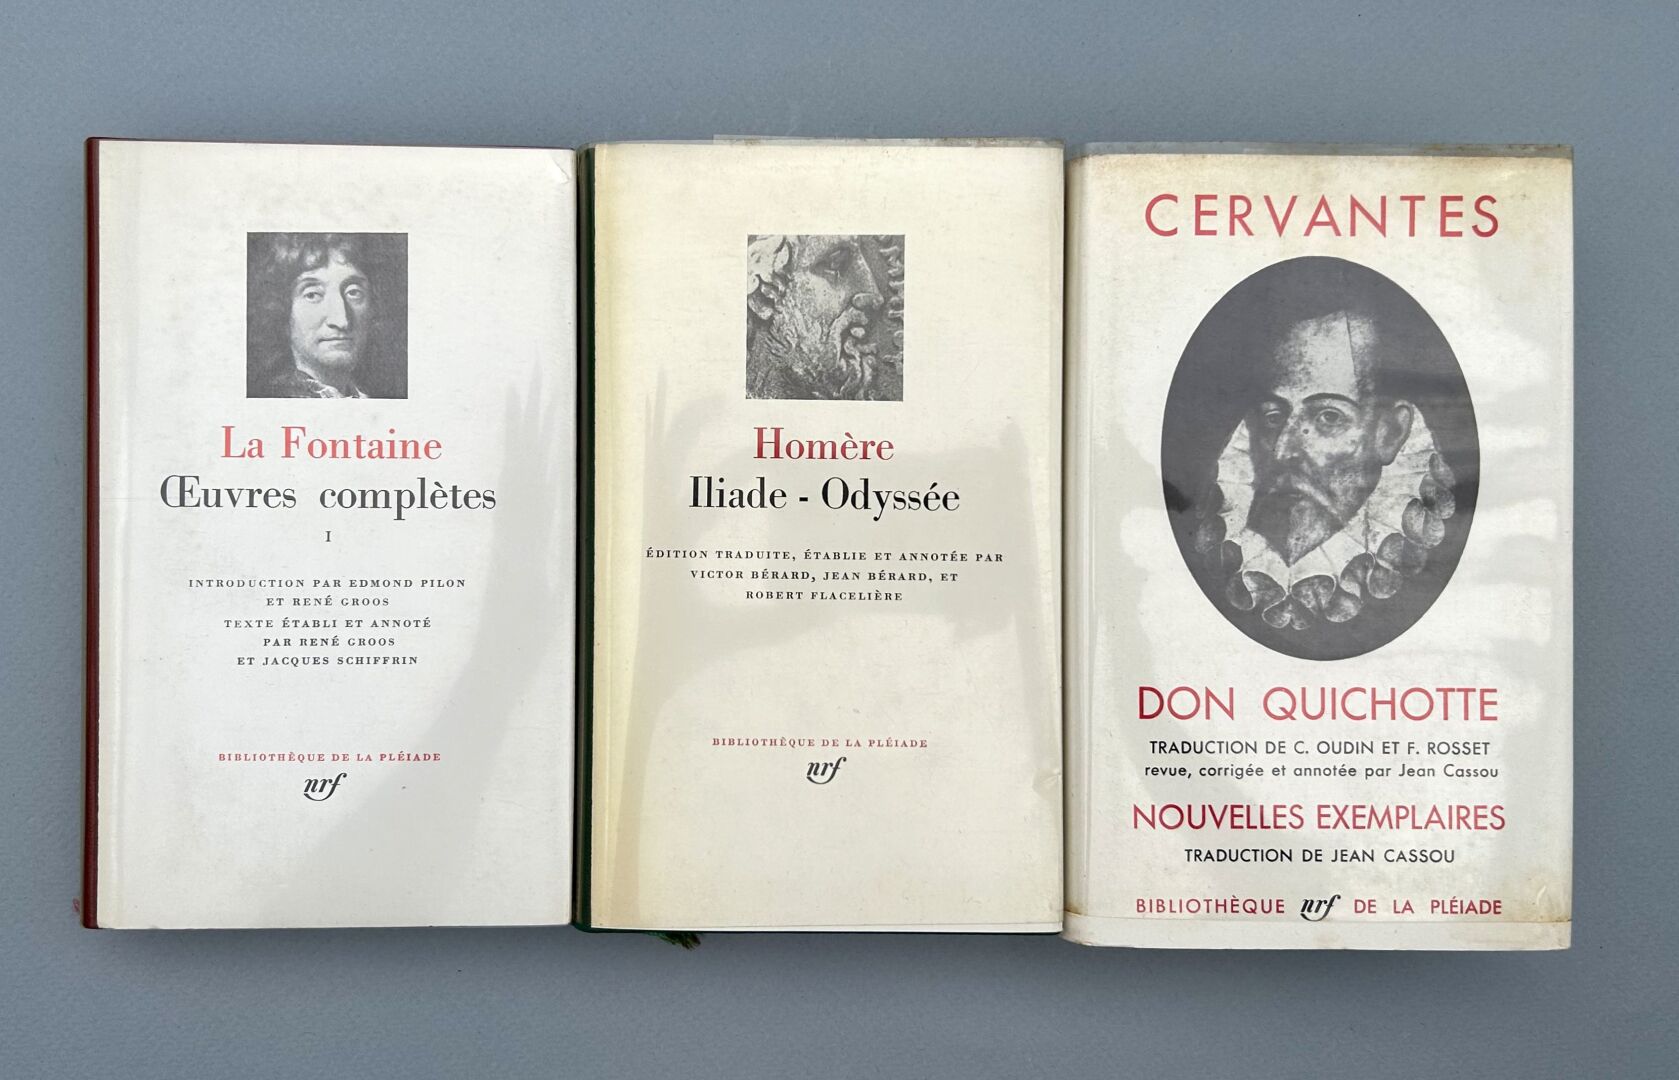 La Fontaine
Œuvres complètes
I
INTRODUCTION PAR EDMOND PILON
ET RENÉ GROOS
TEXTE ÉTABLI ET ANNOTÉ
PAR RENÉ GROOS
ET JACQUES SCHIFFRIN
BIBLIOTHÈQUE DE LA PLÉIADE
nrf
Homère
Iliade - Odyssée
ÉDITION TRADUITE, ÉTABLIE ET ANNOTÉE PAR
VICTOR BÉRARD, JEAN BÉRARD, ET
ROBERT FLACELIÈRE
BIBLIOTHÈQUE DE LA PLÉIADE
nrf
CERVANTES
DON QUICHOTTE
TRADUCTION DE C. OUDIN ET F. ROSSET
revue, corrigée et annotée par Jean Cassou
NOUVELLES EXEMPLAIRES
TRADUCTION DE JEAN CASSOU
BIBLIOTHÈQUE nrf DE LA PLÉIADE